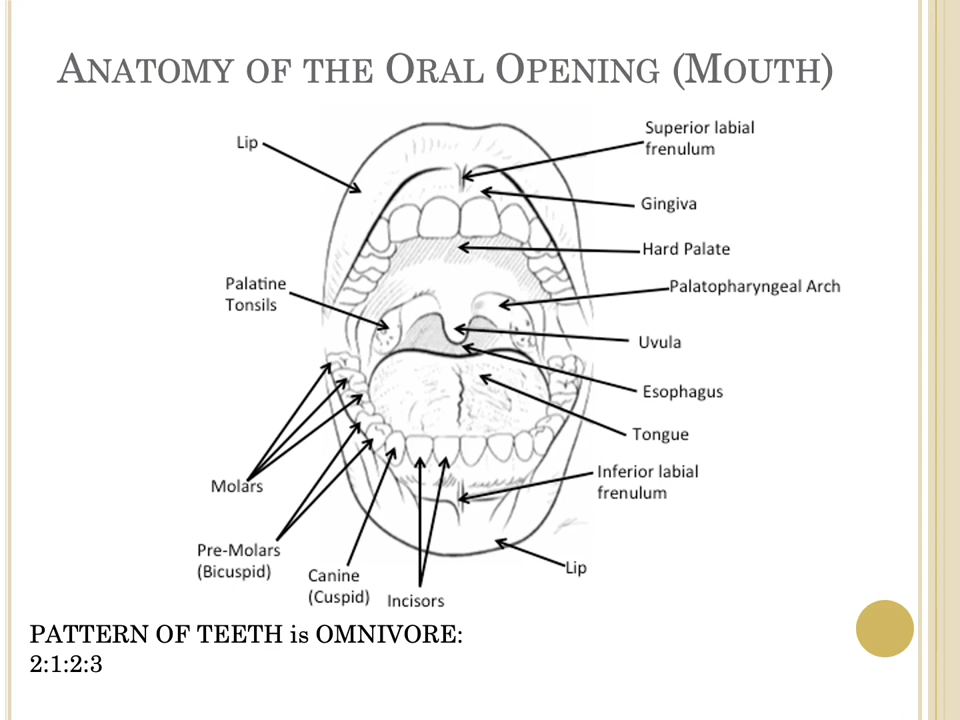 ANATOMY OF THE ORAL OPENING (MOUTH)
Lip
Superior labial
frenulum
Gingiva
Hard Palate
Palatine
Tonsils
Palatopharyngeal Arch
Uvula
Esophagus
Tongue
Inferior labial
frenulum
Molars
Pre-Molars
(Bicuspid)
Canine
(Cuspid)
Incisors
Lip
PATTERN OF TEETH is OMNIVORE:
2:1:2:3